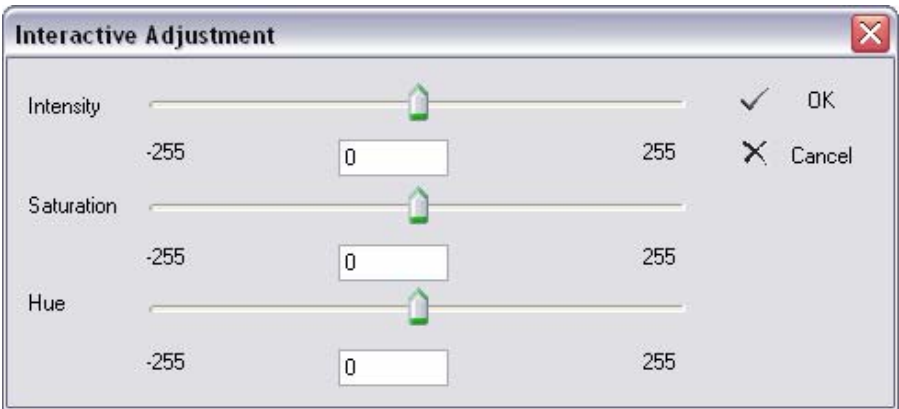 Interactive Adjustment
Intensity
OK
-255 0 255
Cancel
Saturation
-255 0 255
Hue
-255 0 255